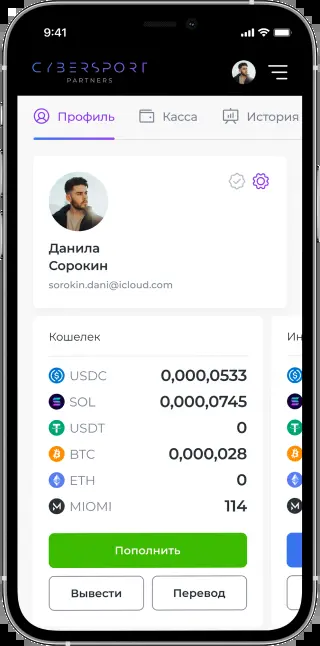 9:41
CYBERSPORT
PARTNERS
Профиль
Касса
История
Данила
Сорокин
sorokin.dani@icloud.com
Кошелек
Ин
USDC 0,000,0533
SOL 0,000,0745
USDT 0
BTC 0,000,028
ETH 0
MIOMI 114
Пополнить
Вывести
Перевод